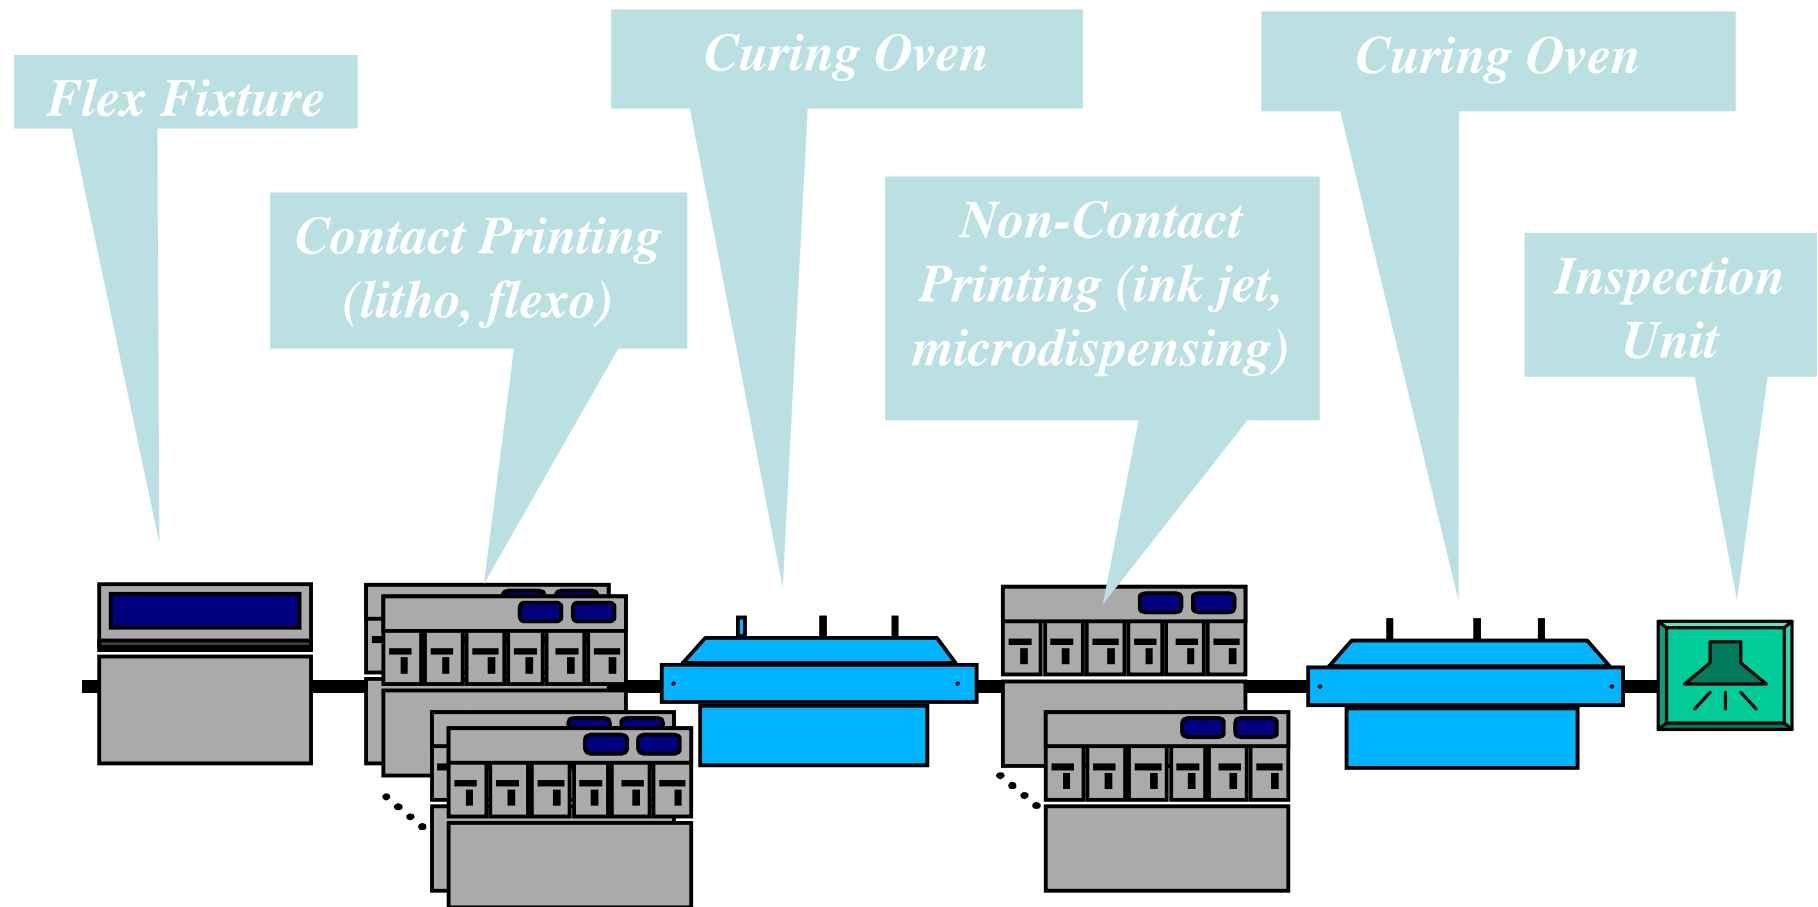 Flex Fixture
Contact Printing
(litho, flexo)
Curing Oven
Non-Contact
Printing (ink jet,
microdispensing)
Curing Oven
Inspection
Unit